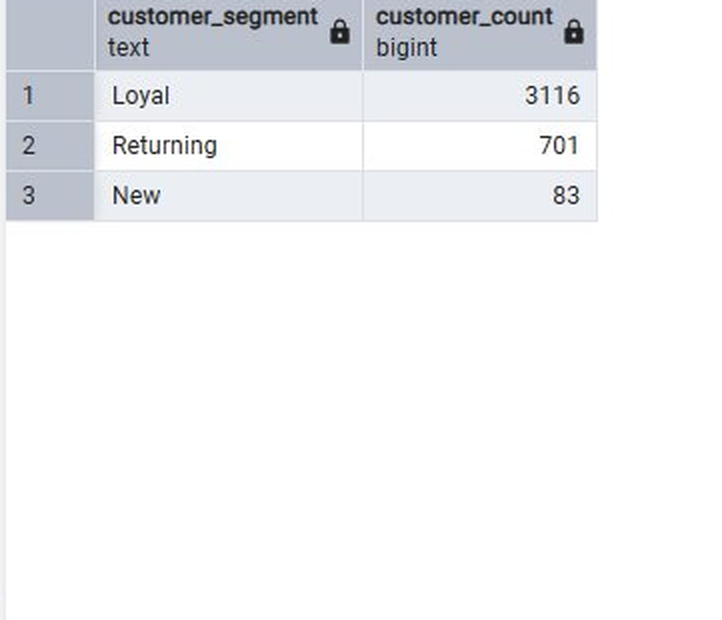 customer_segment customer_count
text bigint
1 Loyal 3116
2 Returning 701
3 New 83